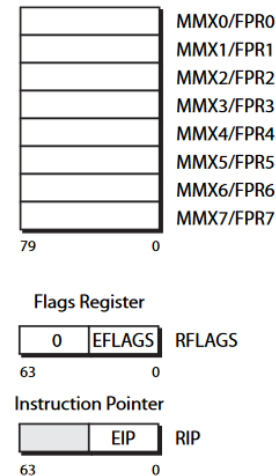 MMX0/FPR0
MMX1/FPR1
MMX2/FPR2
MMX3/FPR3
MMX4/FPR4
MMX5/FPR5
MMX6/FPR6
MMX7/FPR7
79 0
Flags Register
0 EFLAGS RFLAGS
63 0
Instruction Pointer
EIP RIP
63 0